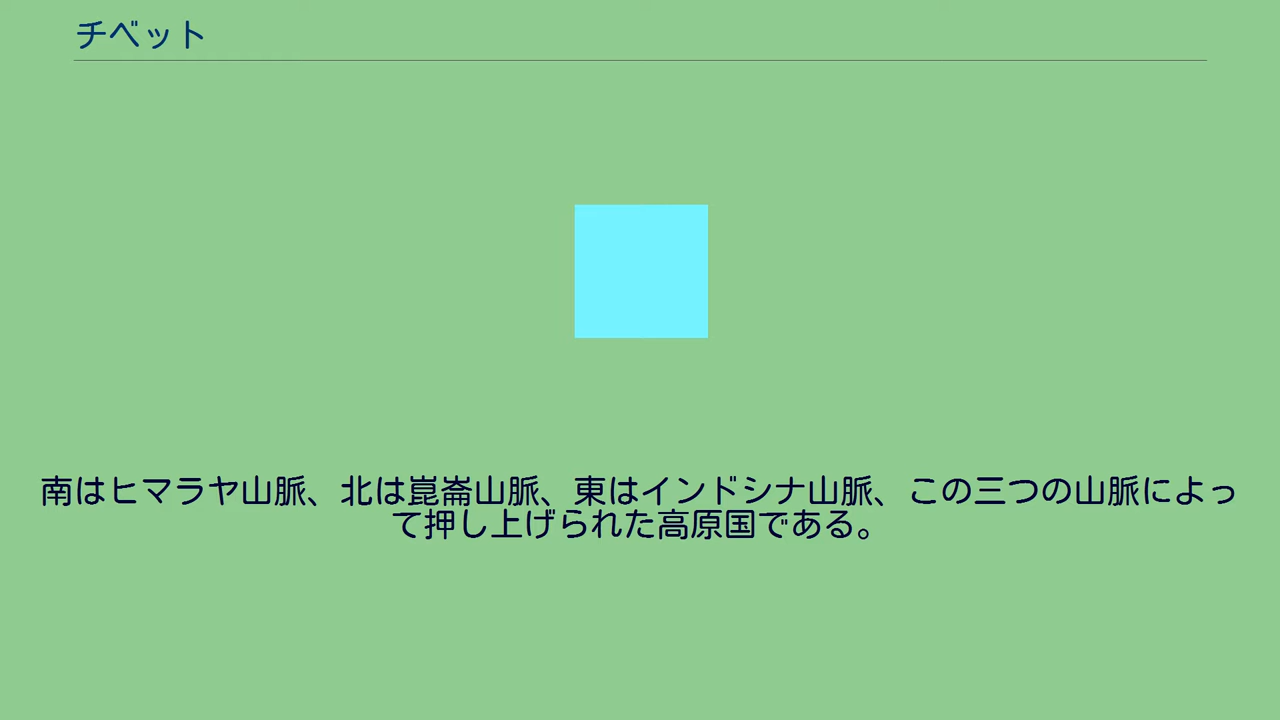 チベット
南はヒマラヤ山脈、北は崑崙山脈、東はインドシナ山脈、この三つの山脈によっ
て押し上げられた高原国である。